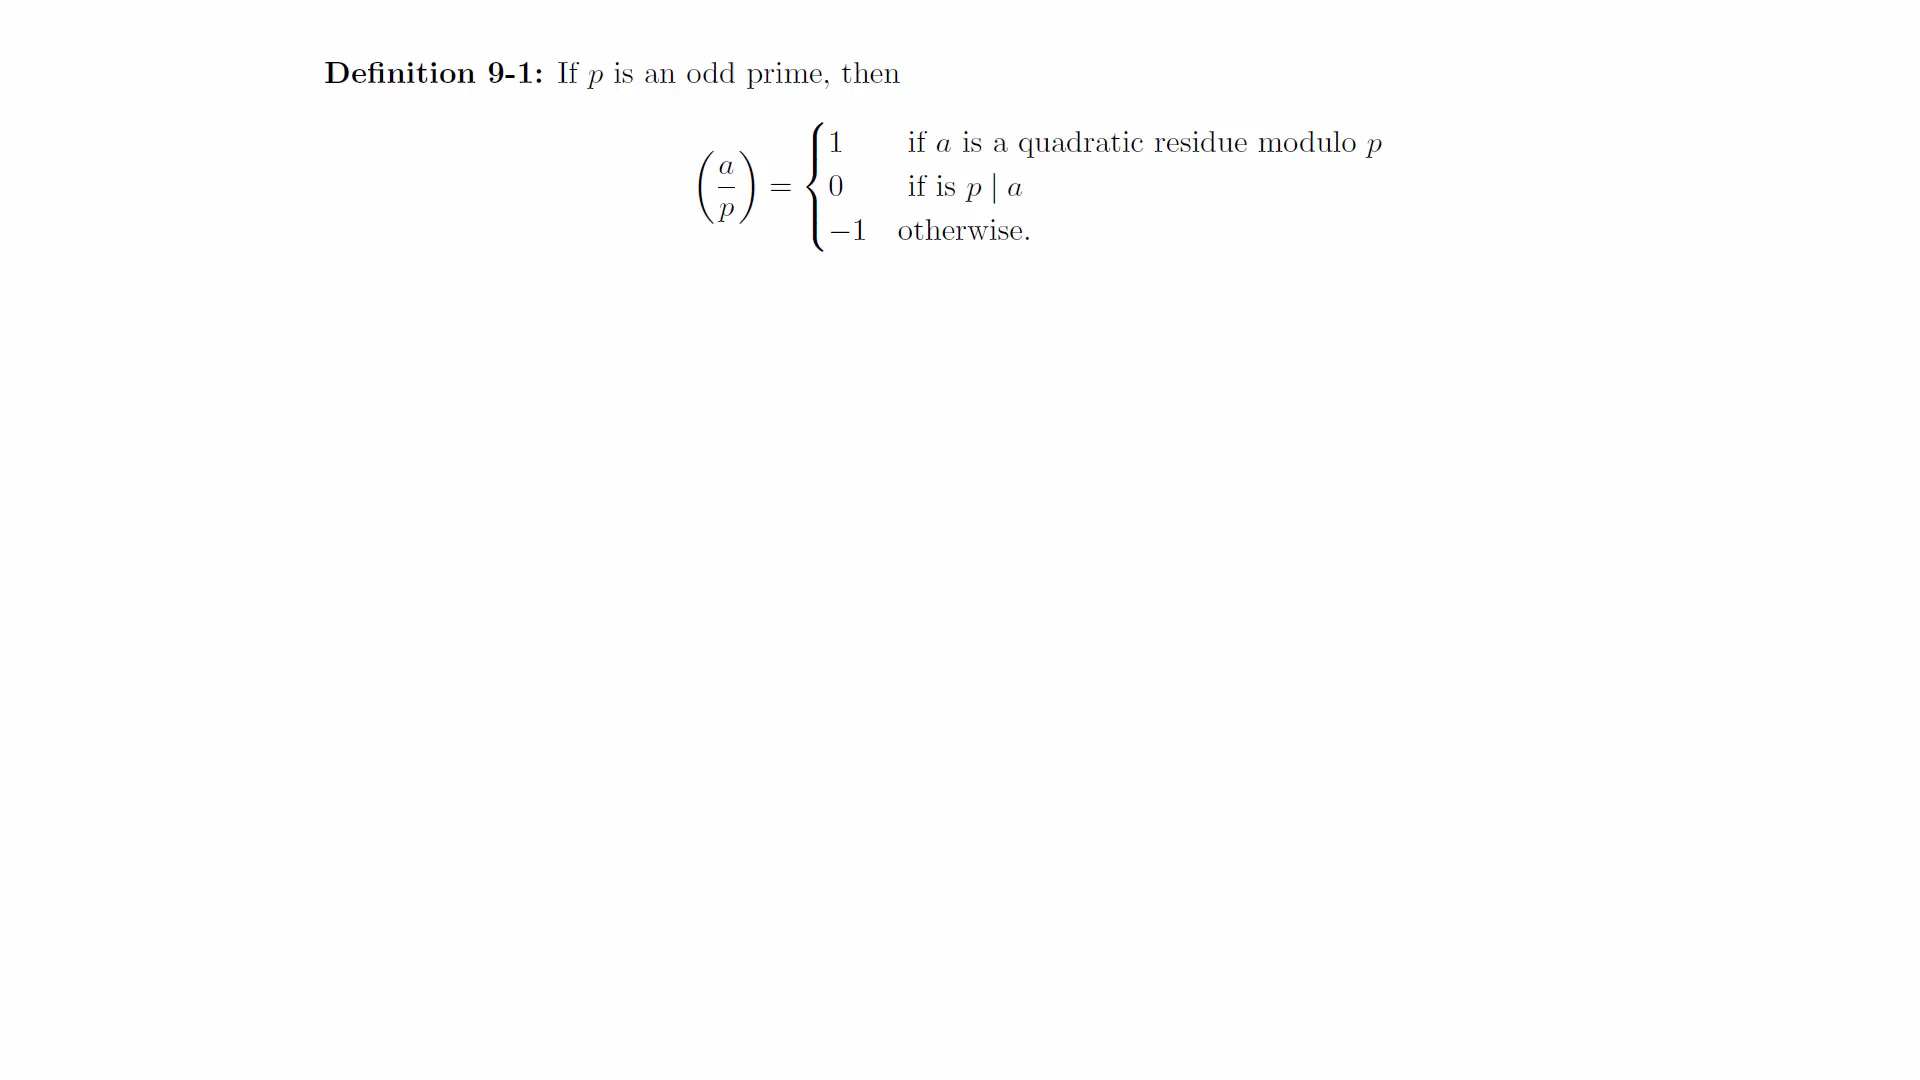 Definition 9-1: If p is an odd prime, then
(a/p) = { 1 if a is a quadratic residue modulo p
0 if is p | a
−1 otherwise.